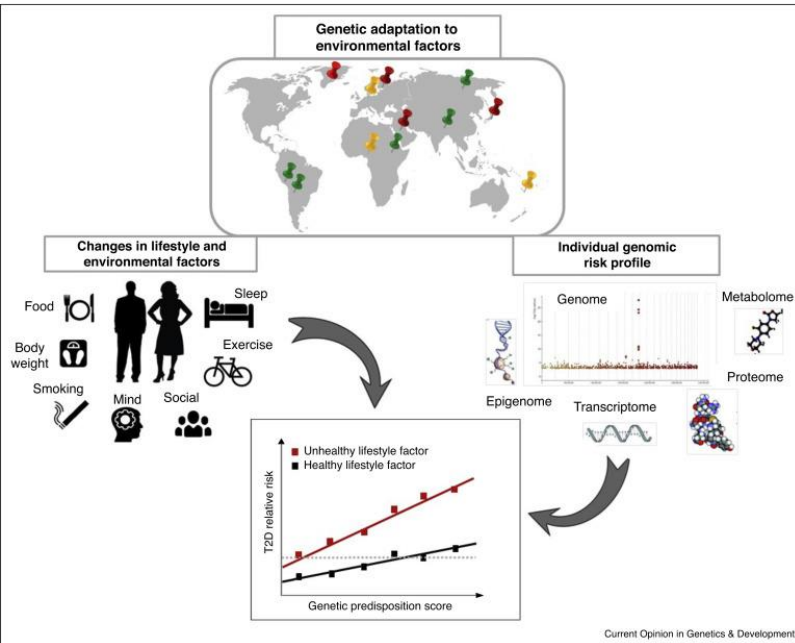 Genetic adaptation to
environmental factors
Changes in lifestyle and
environmental factors
Individual genomic
risk profile
Food
Sleep
Body
weight
Exercise
Smoking
Mind
Social
Genome
Metabolome
Proteome
Epigenome
Transcriptome
Unhealthy lifestyle factor
Healthy lifestyle factor
T2D relative risk
Genetic predisposition score
Current Opinion in Genetics & Development